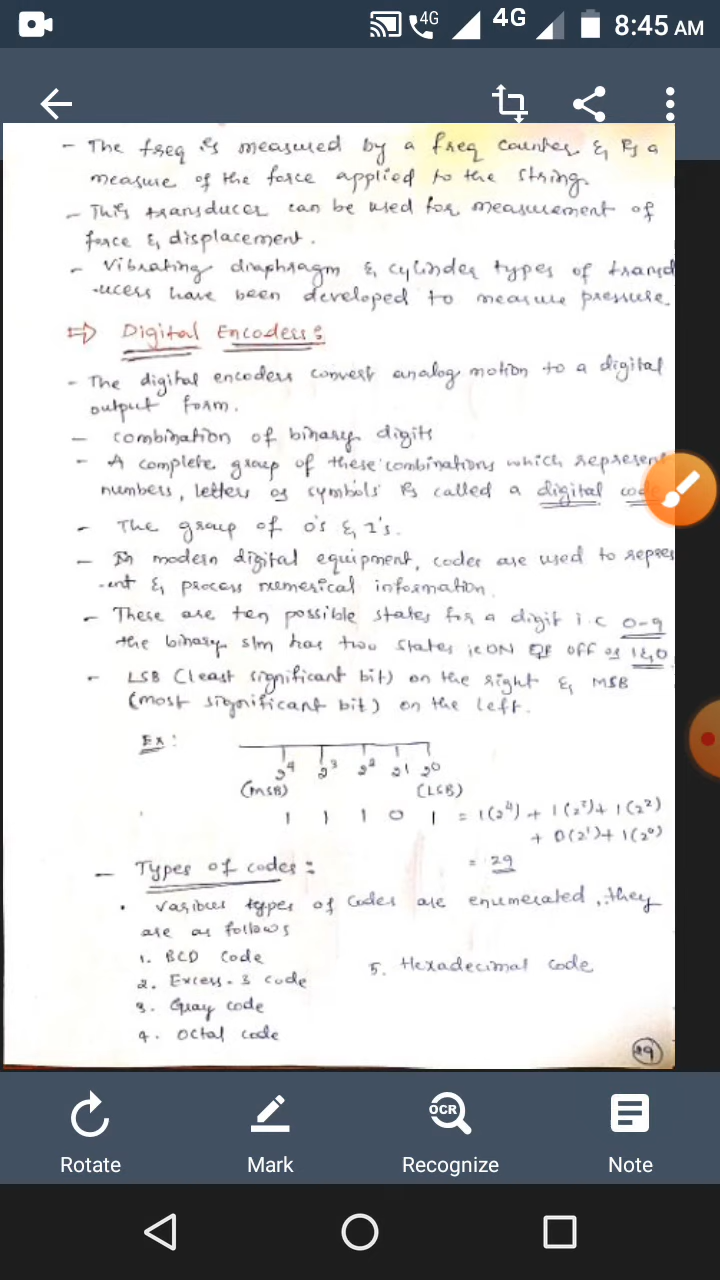 4G 4G 8:45 AM
- The freq is measured by a freq counter & is a
measure of the force applied to the string
- This transducer can be used for measurement of
force & displacement.
- Vibrating diaphragm & cylinder types of transd
-ucers have been developed to measure pressure.
⇒ Digital Encoders:
- The digital encoders convert analog motion to a digital
output form.
- Combination of binary digits
- A complete group of these combinations which represent
numbers, letters or symbols is called a digital code
- The group of 0's & 1's.
- In modern digital equipment, codes are used to repres
-ent & process numerical information.
- These are ten possible states for a digit i.e 0-9
the binary s/m has two states ie ON or OFF or 1&0
- LSB (least significant bit) on the right & MSB
(most significant bit) on the left.
Ex:
2⁴ 2³ 2² 2¹ 2⁰
(MSB) (LSB)
1 1 1 0 1 = 1(2⁴) + 1(2³) + 1(2²)
+ 0(2¹) + 1(2⁰)
= 29
- Types of codes:
• Various types of codes are enumerated, they
are as follows
1. BCD Code
2. Excess-3 code
3. Gray code
4. Octal code
5. Hexadecimal code
29
OCR
Rotate Mark Recognize Note